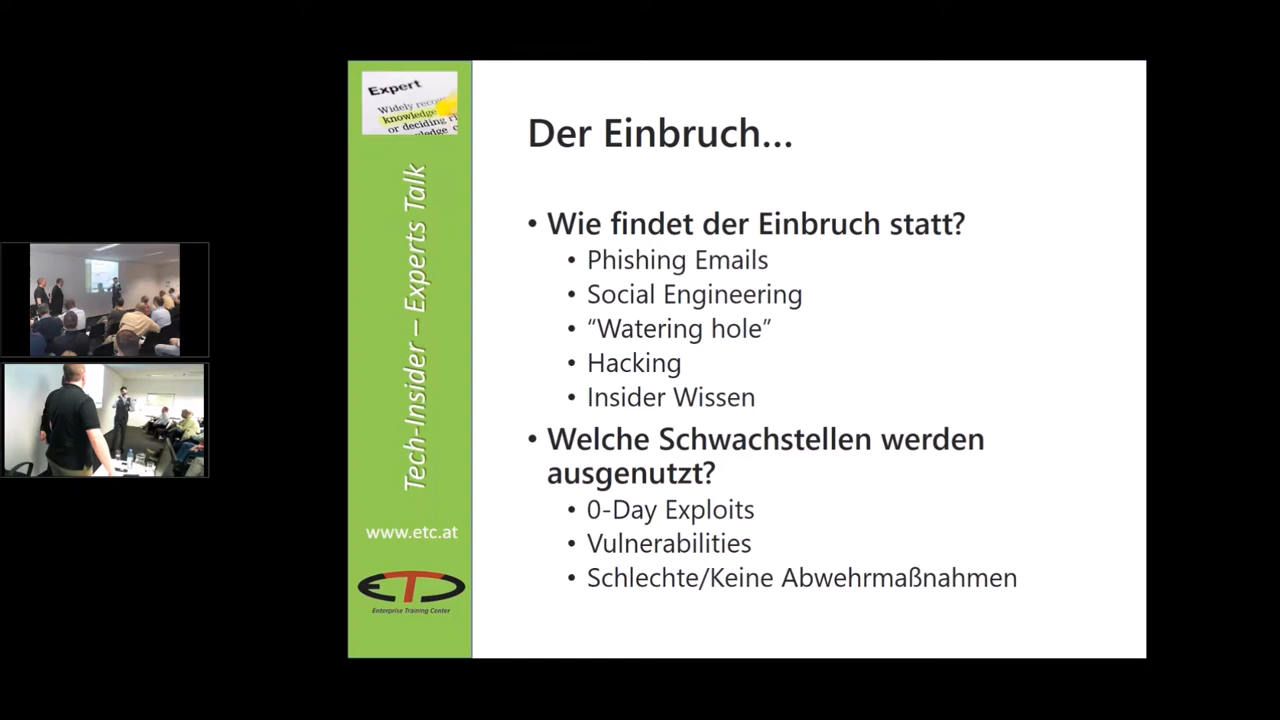 Expert
Widely reco
knowledge
or deciding ri
Tech-Insider – Experts Talk
www.etc.at
ETC
Enterprise Training Center
Der Einbruch...
• Wie findet der Einbruch statt?
• Phishing Emails
• Social Engineering
• “Watering hole”
• Hacking
• Insider Wissen
• Welche Schwachstellen werden
ausgenutzt?
• 0-Day Exploits
• Vulnerabilities
• Schlechte/Keine Abwehrmaßnahmen